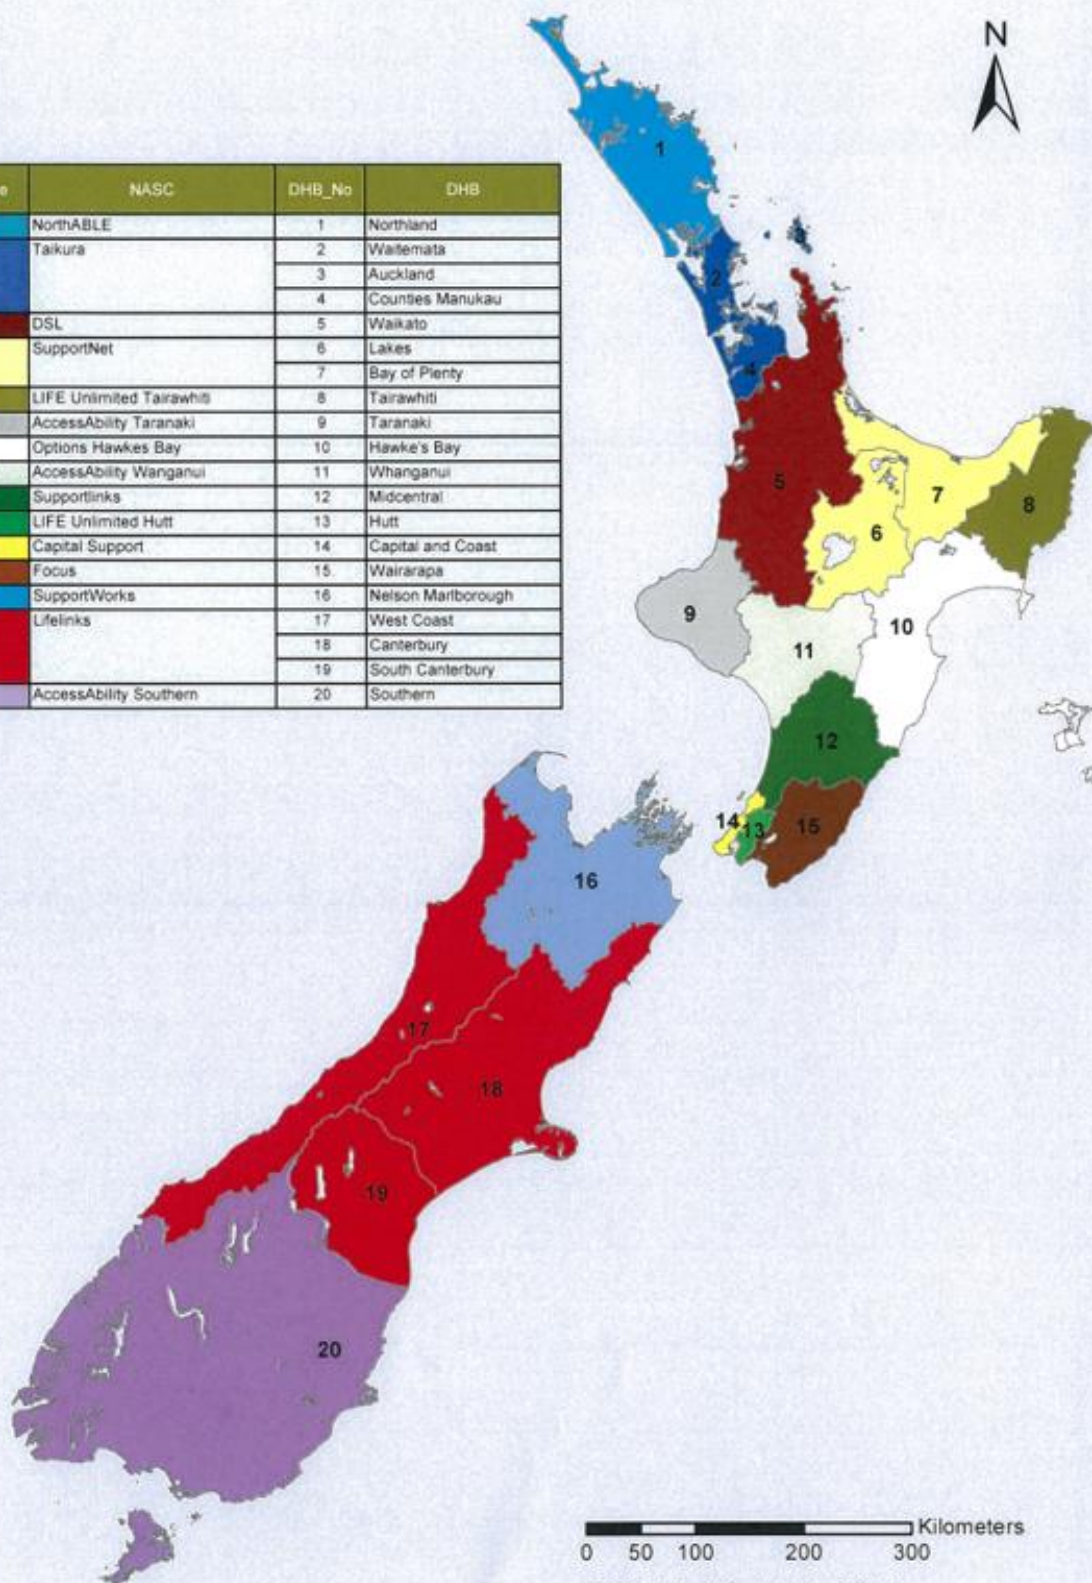 N
e NASC DHB_No DHB
NorthABLE 1 Northland
Taikura 2 Waitemata
3 Auckland
4 Counties Manukau
DSL 5 Waikato
SupportNet 6 Lakes
7 Bay of Plenty
LIFE Unlimited Tairawhiti 8 Tairawhiti
AccessAbility Taranaki 9 Taranaki
Options Hawkes Bay 10 Hawke's Bay
AccessAbility Wanganui 11 Whanganui
Supportlinks 12 Midcentral
LIFE Unlimited Hutt 13 Hutt
Capital Support 14 Capital and Coast
Focus 15 Wairarapa
SupportWorks 16 Nelson Marlborough
Lifelinks 17 West Coast
18 Canterbury
19 South Canterbury
AccessAbility Southern 20 Southern
1
2
4
5
7
8
6
9
10
11
12
14
13
15
16
17
18
19
20
Kilometers
0 50 100 200 300